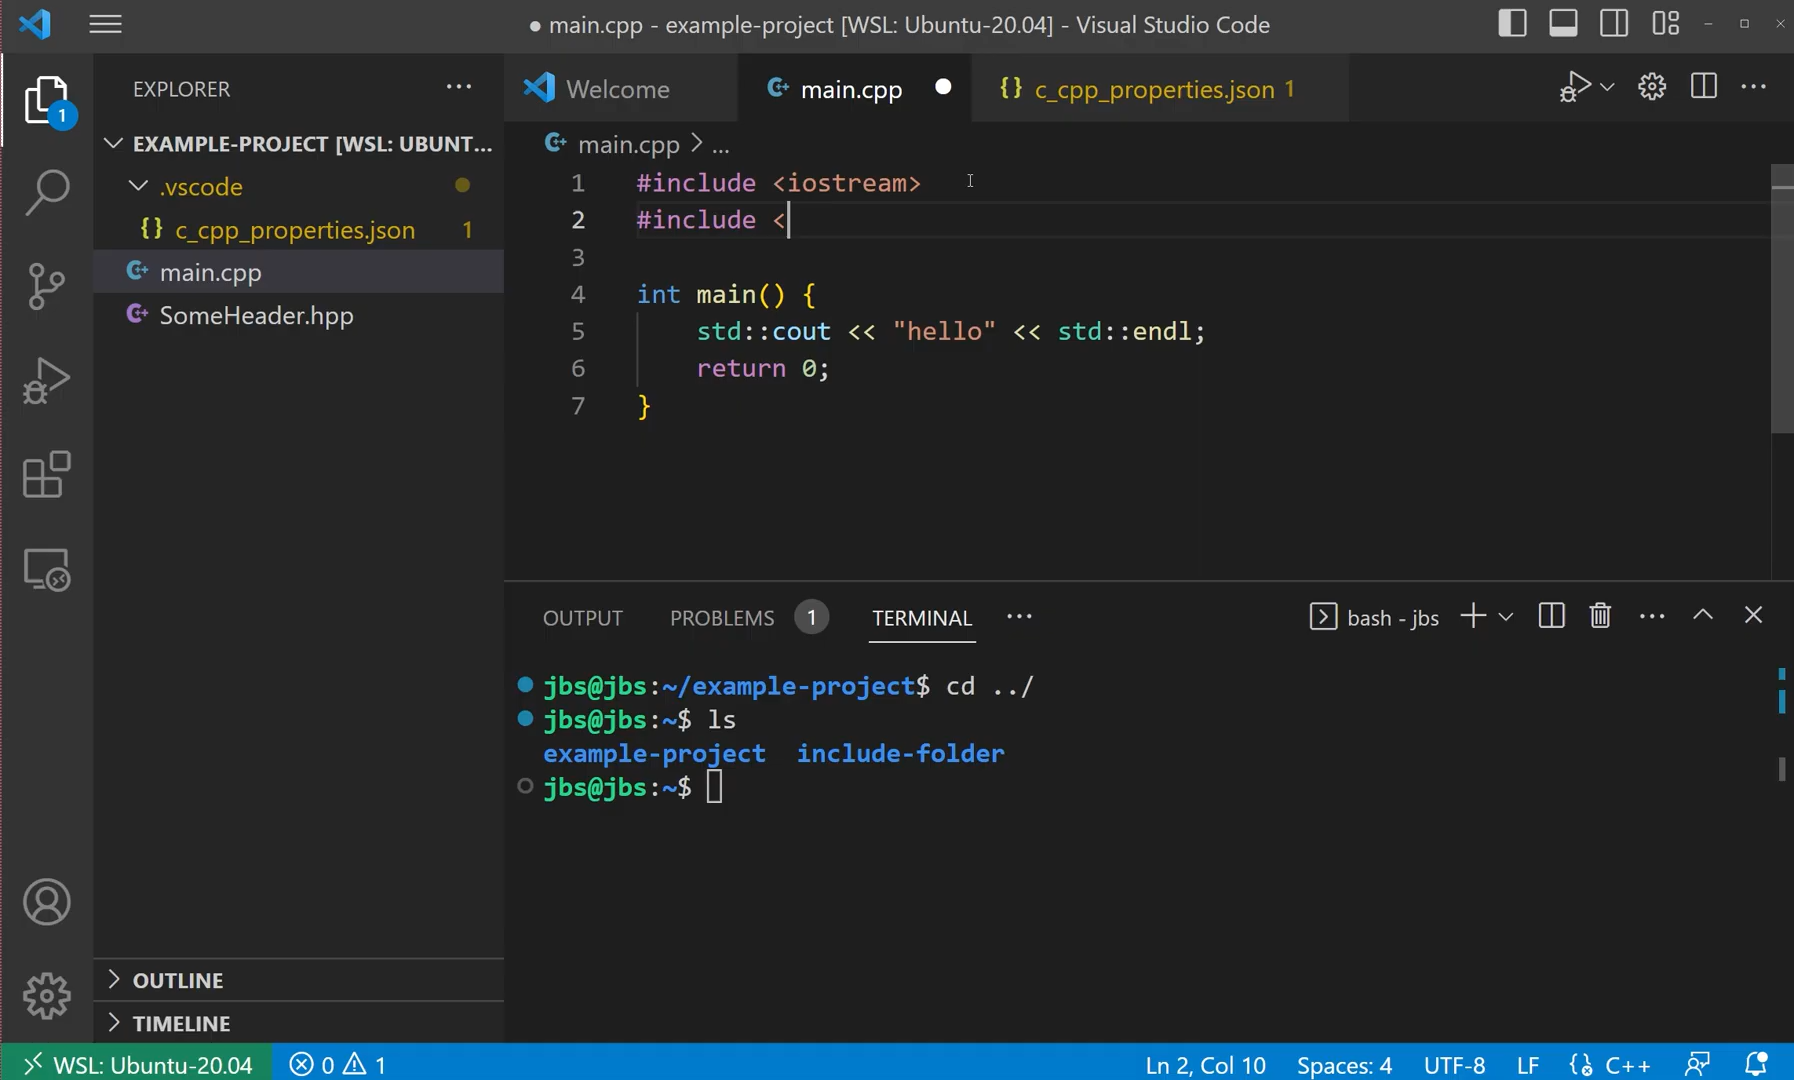 ● main.cpp - example-project [WSL: Ubuntu-20.04] - Visual Studio Code
EXPLORER
Welcome
main.cpp
c_cpp_properties.json 1
1
EXAMPLE-PROJECT [WSL: UBUNT...
.vscode
c_cpp_properties.json 1
main.cpp
SomeHeader.hpp
main.cpp > ...
1 #include <iostream>
2 #include <
3
4 int main() {
5 std::cout << "hello" << std::endl;
6 return 0;
7 }
OUTPUT PROBLEMS 1 TERMINAL
bash - jbs
jbs@jbs:~/example-project$ cd ../
jbs@jbs:~$ ls
example-project include-folder
jbs@jbs:~$
OUTLINE
TIMELINE
WSL: Ubuntu-20.04 0 1 Ln 2, Col 10 Spaces: 4 UTF-8 LF C++